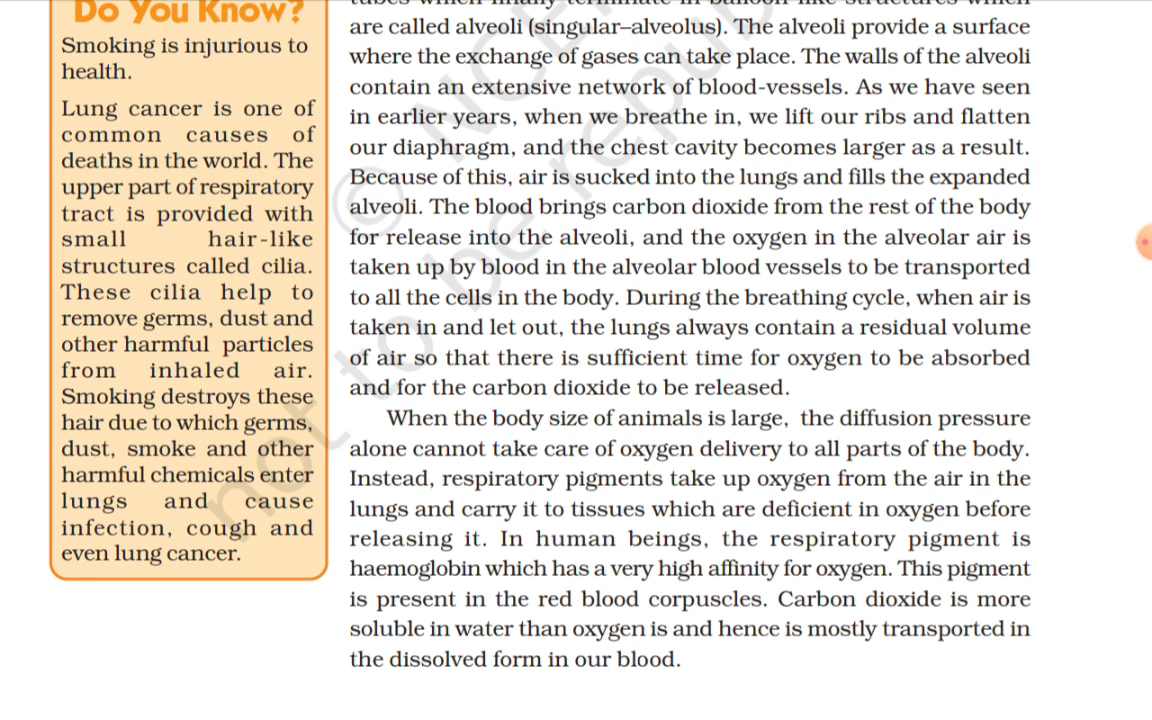 Do You Know?
Smoking is injurious to
health.
Lung cancer is one of
common causes of
deaths in the world. The
upper part of respiratory
tract is provided with
small hair-like
structures called cilia.
These cilia help to
remove germs, dust and
other harmful particles
from inhaled air.
Smoking destroys these
hair due to which germs,
dust, smoke and other
harmful chemicals enter
lungs and cause
infection, cough and
even lung cancer.
tubes which finally terminate in balloon-like structures which
are called alveoli (singular–alveolus). The alveoli provide a surface
where the exchange of gases can take place. The walls of the alveoli
contain an extensive network of blood-vessels. As we have seen
in earlier years, when we breathe in, we lift our ribs and flatten
our diaphragm, and the chest cavity becomes larger as a result.
Because of this, air is sucked into the lungs and fills the expanded
alveoli. The blood brings carbon dioxide from the rest of the body
for release into the alveoli, and the oxygen in the alveolar air is
taken up by blood in the alveolar blood vessels to be transported
to all the cells in the body. During the breathing cycle, when air is
taken in and let out, the lungs always contain a residual volume
of air so that there is sufficient time for oxygen to be absorbed
and for the carbon dioxide to be released.
When the body size of animals is large, the diffusion pressure
alone cannot take care of oxygen delivery to all parts of the body.
Instead, respiratory pigments take up oxygen from the air in the
lungs and carry it to tissues which are deficient in oxygen before
releasing it. In human beings, the respiratory pigment is
haemoglobin which has a very high affinity for oxygen. This pigment
is present in the red blood corpuscles. Carbon dioxide is more
soluble in water than oxygen is and hence is mostly transported in
the dissolved form in our blood.
© NCE
not to be repub